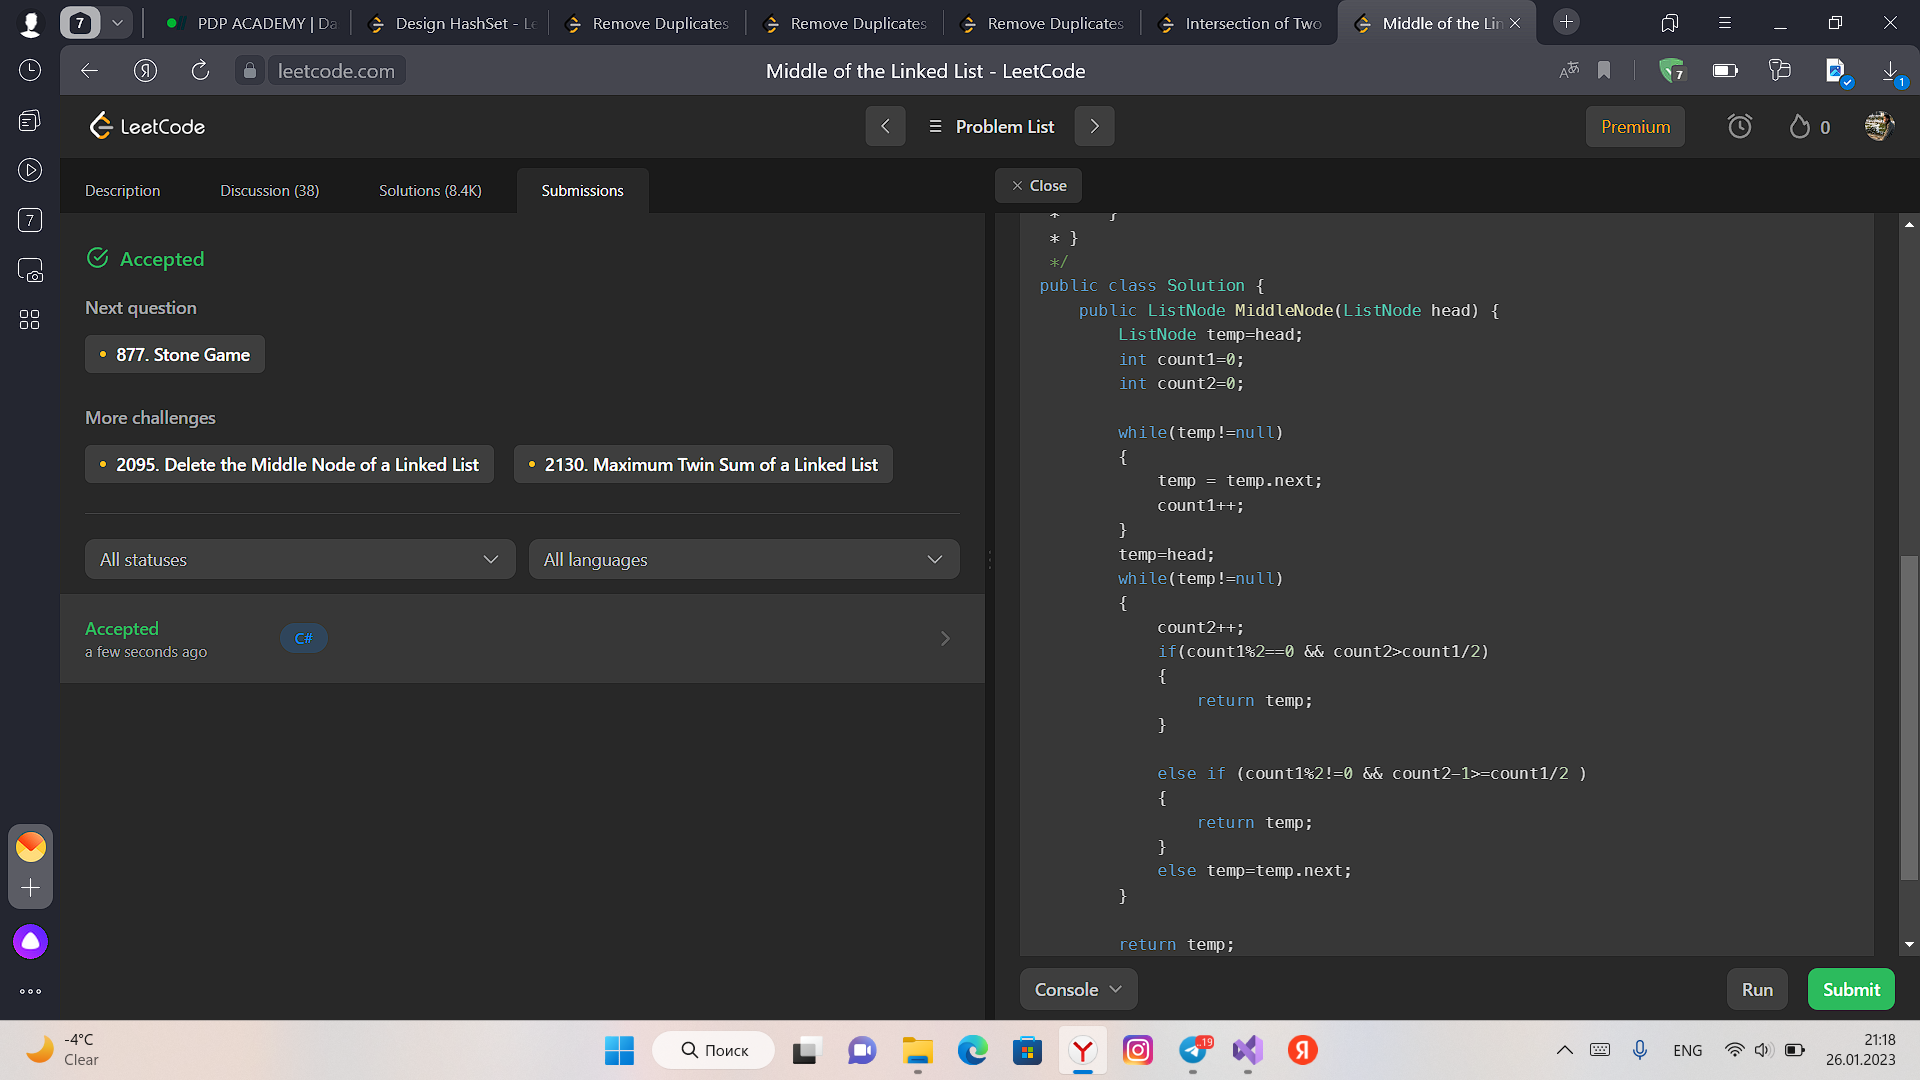 7
PDP ACADEMY | Da
Design HashSet - Le
Remove Duplicates
Remove Duplicates
Remove Duplicates
Intersection of Two
Middle of the Lin
Я
leetcode.com
Middle of the Linked List - LeetCode
7
1
LeetCode
Problem List
Premium
0
7
Description
Discussion (38)
Solutions (8.4K)
Submissions
Close
Accepted
Next question
877. Stone Game
More challenges
2095. Delete the Middle Node of a Linked List
2130. Maximum Twin Sum of a Linked List
All statuses
All languages
Accepted
a few seconds ago
C#
*     }
* }
*/
public class Solution {
    public ListNode MiddleNode(ListNode head) {
        ListNode temp=head;
        int count1=0;
        int count2=0;
        while(temp!=null)
        {
            temp = temp.next;
            count1++;
        }
        temp=head;
        while(temp!=null)
        {
            count2++;
            if(count1%2==0 && count2>count1/2)
            {
                return temp;
            }
            else if (count1%2!=0 && count2-1>=count1/2 )
            {
                return temp;
            }
            else temp=temp.next;
        }
        return temp;
Console
Run
Submit
-4°C
Clear
Поиск
Y
..19
Я
ENG
21:18
26.01.2023